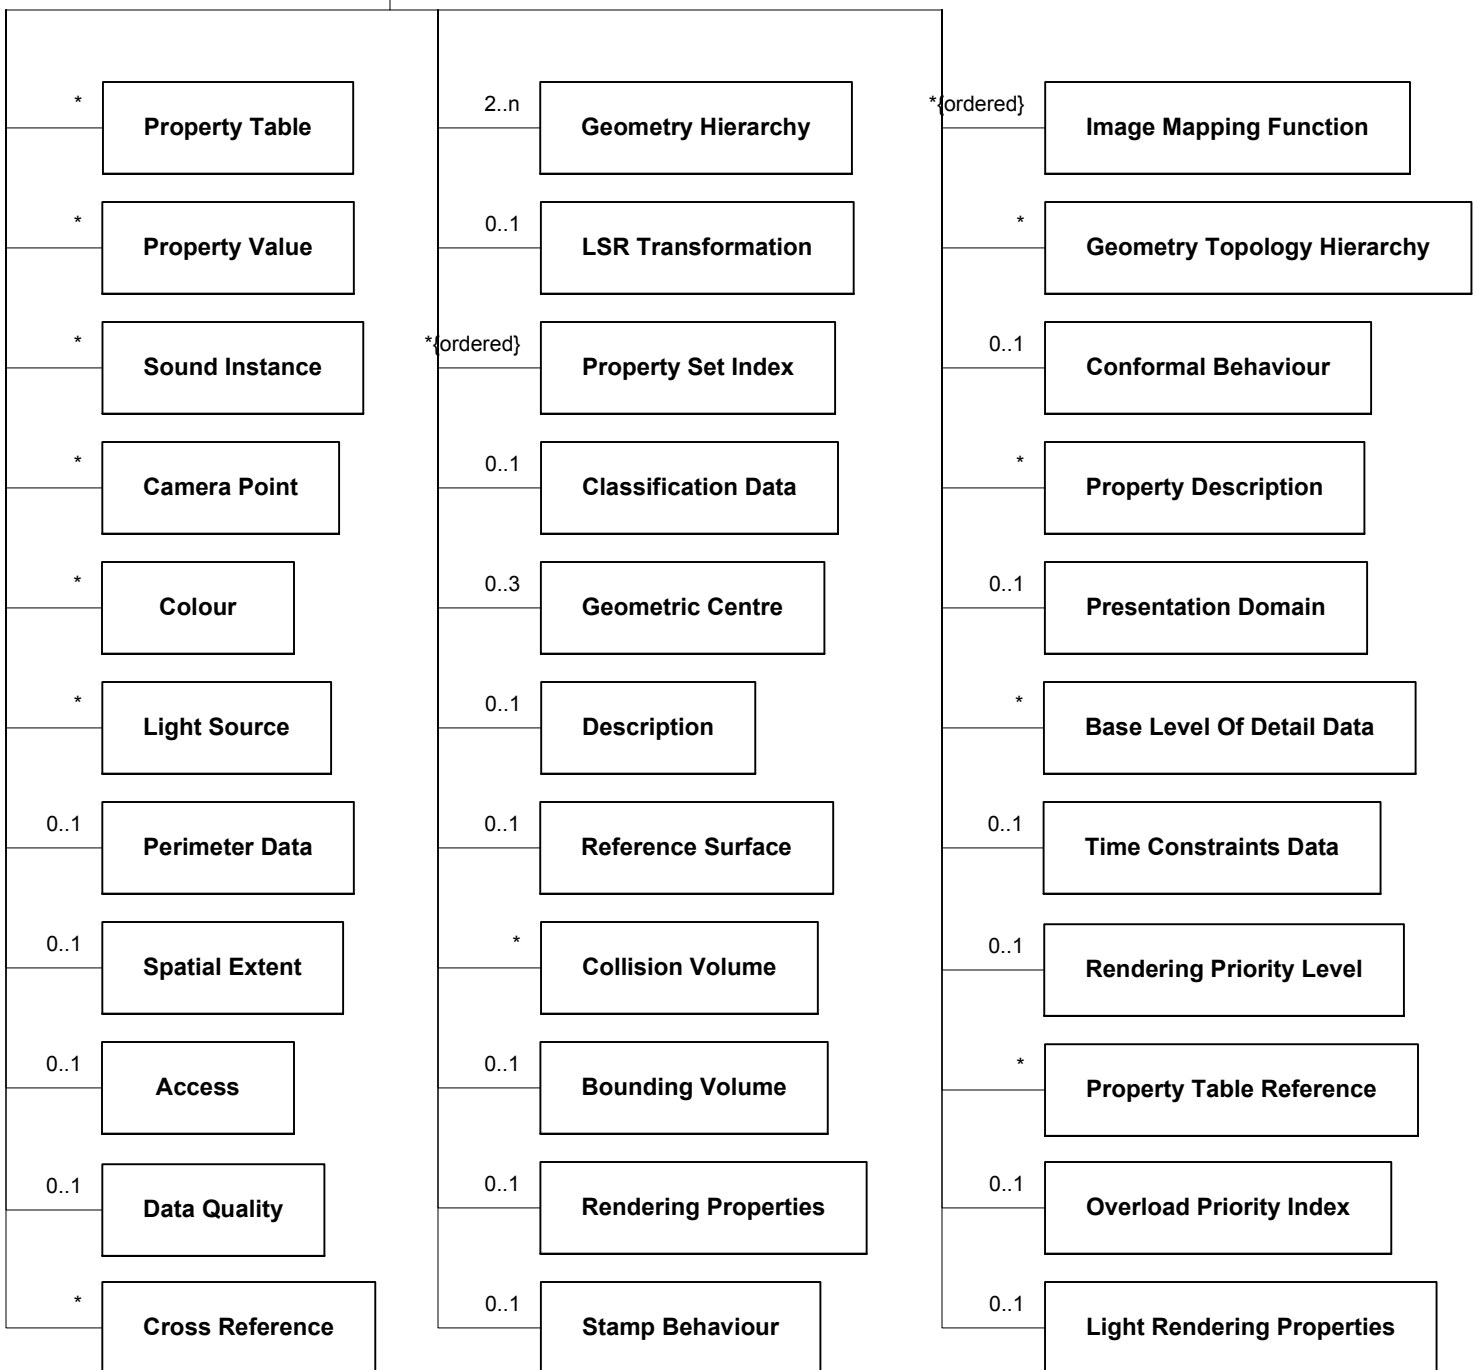 *
Property Table
*
Property Value
*
Sound Instance
*
Camera Point
*
Colour
*
Light Source
0..1
Perimeter Data
0..1
Spatial Extent
0..1
Access
0..1
Data Quality
*
Cross Reference
2..n
Geometry Hierarchy
0..1
LSR Transformation
*{ordered}
Property Set Index
0..1
Classification Data
0..3
Geometric Centre
0..1
Description
0..1
Reference Surface
*
Collision Volume
0..1
Bounding Volume
0..1
Rendering Properties
0..1
Stamp Behaviour
*{ordered}
Image Mapping Function
*
Geometry Topology Hierarchy
0..1
Conformal Behaviour
*
Property Description
0..1
Presentation Domain
*
Base Level Of Detail Data
0..1
Time Constraints Data
0..1
Rendering Priority Level
*
Property Table Reference
0..1
Overload Priority Index
0..1
Light Rendering Properties